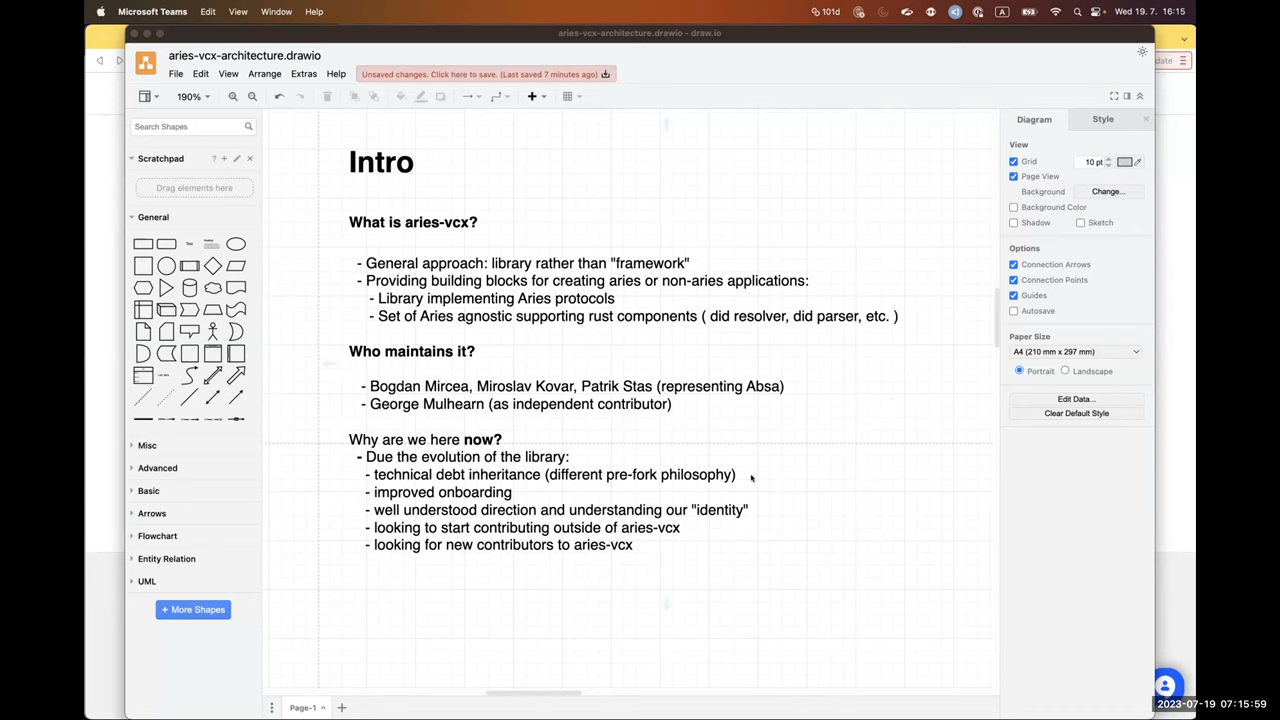 Microsoft Teams Edit View Window Help
101d
A
Wed 19. 7. 16:15
aries-vcx-architecture.drawio - draw.io
aries-vcx-architecture.drawio
File Edit View Arrange Extras Help
Unsaved changes. Click here to save. (Last saved 7 minutes ago)
190%
Search Shapes
Scratchpad
?
Drag elements here
General
Text
Misc
Advanced
Basic
Arrows
Flowchart
Entity Relation
UML
+ More Shapes
Intro
What is aries-vcx?
- General approach: library rather than "framework"
- Providing building blocks for creating aries or non-aries applications:
- Library implementing Aries protocols
- Set of Aries agnostic supporting rust components ( did resolver, did parser, etc. )
Who maintains it?
- Bogdan Mircea, Miroslav Kovar, Patrik Stas (representing Absa)
- George Mulhearn (as independent contributor)
Why are we here now?
- Due the evolution of the library:
- technical debt inheritance (different pre-fork philosophy)
- improved onboarding
- well understood direction and understanding our "identity"
- looking to start contributing outside of aries-vcx
- looking for new contributors to aries-vcx
Page-1
Diagram Style
View
Grid 10 pt
Page View
Background Change...
Background Color
Shadow Sketch
Options
Connection Arrows
Connection Points
Guides
Autosave
Paper Size
A4 (210 mm x 297 mm)
Portrait Landscape
Edit Data...
Clear Default Style
date
2023-07-19 07:15:59